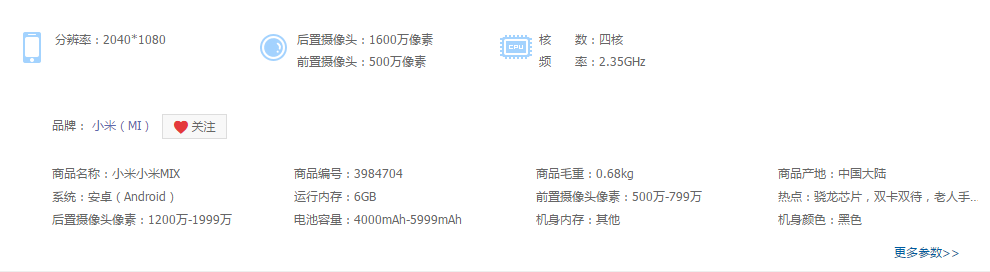 分辨率：2040*1080
后置摄像头：1600万像素
前置摄像头：500万像素
CPU
核　　数：四核
频　　率：2.35GHz
品牌： 小米（MI） 关注
商品名称：小米小米MIX 商品编号：3984704 商品毛重：0.68kg 商品产地：中国大陆
系统：安卓（Android） 运行内存：6GB 前置摄像头像素：500万-799万 热点：骁龙芯片，双卡双待，老人手...
后置摄像头像素：1200万-1999万 电池容量：4000mAh-5999mAh 机身内存：其他 机身颜色：黑色
更多参数>>